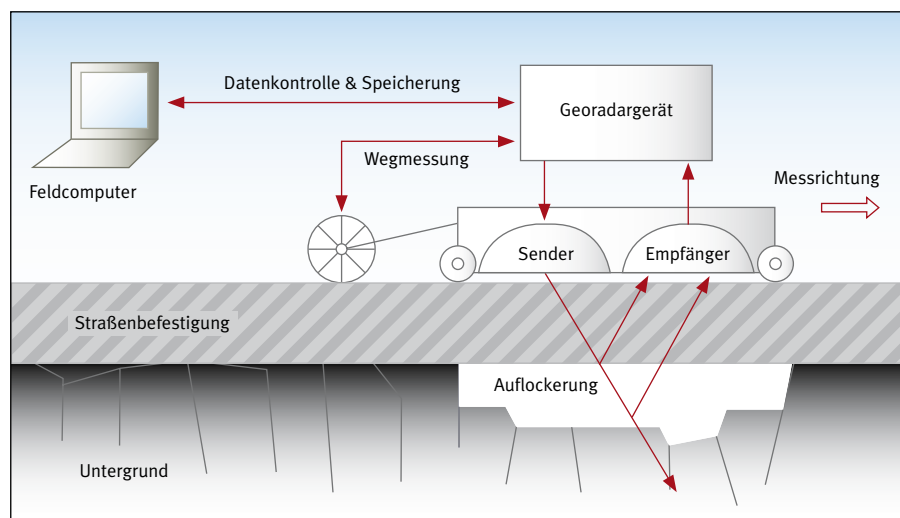 Datenkontrolle & Speicherung
Georadargerät
Wegmessung
Feldcomputer
Messrichtung
Sender
Empfänger
Straßenbefestigung
Auflockerung
Untergrund